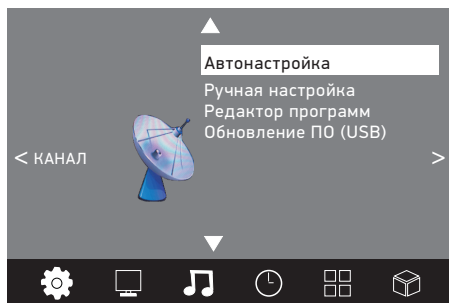 Автонастройка
Ручная настройка
Редактор программ
Обновление ПО (USB)
< КАНАЛ >